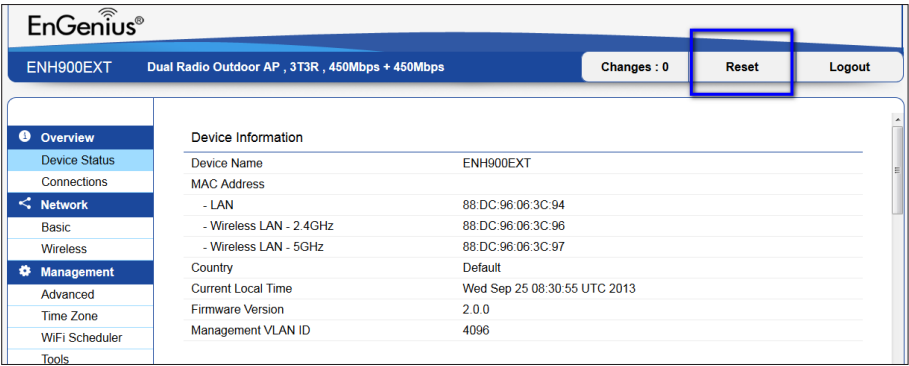 EnGenius®
ENH900EXT Dual Radio Outdoor AP , 3T3R , 450Mbps + 450Mbps Changes : 0 Reset Logout
Overview
Device Status
Connections
Network
Basic
Wireless
Management
Advanced
Time Zone
WiFi Scheduler
Tools
Device Information
Device Name ENH900EXT
MAC Address
- LAN 88:DC:96:06:3C:94
- Wireless LAN - 2.4GHz 88:DC:96:06:3C:96
- Wireless LAN - 5GHz 88:DC:96:06:3C:97
Country Default
Current Local Time Wed Sep 25 08:30:55 UTC 2013
Firmware Version 2.0.0
Management VLAN ID 4096